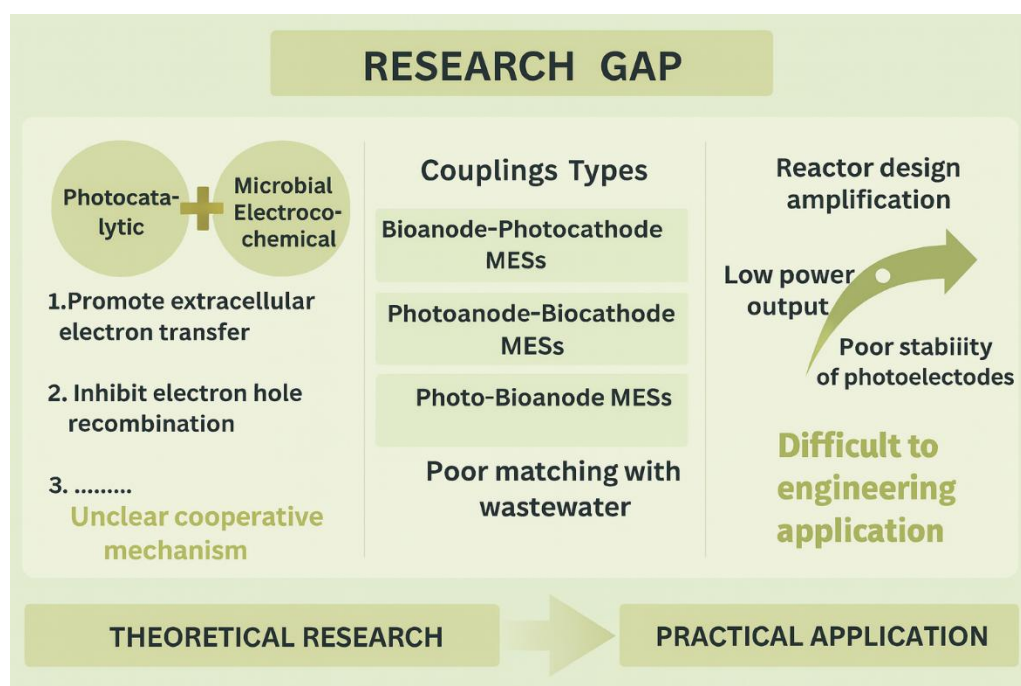 RESEARCH GAP
Photocata-
lytic
Microbial
Electroco-
chemical
1.Promote extracellular
electron transfer
2. Inhibit electron hole
recombination
3. .........
Unclear cooperative
mechanism
Couplings Types
Bioanode-Photocathode
MESs
Photoanode-Biocathode
MESs
Photo-Bioanode MESs
Poor matching with
wastewater
Reactor design
amplification
Low power
output
Poor stabiiity
of photoelectodes
Difficult to
engineering
application
THEORETICAL RESEARCH
PRACTICAL APPLICATION